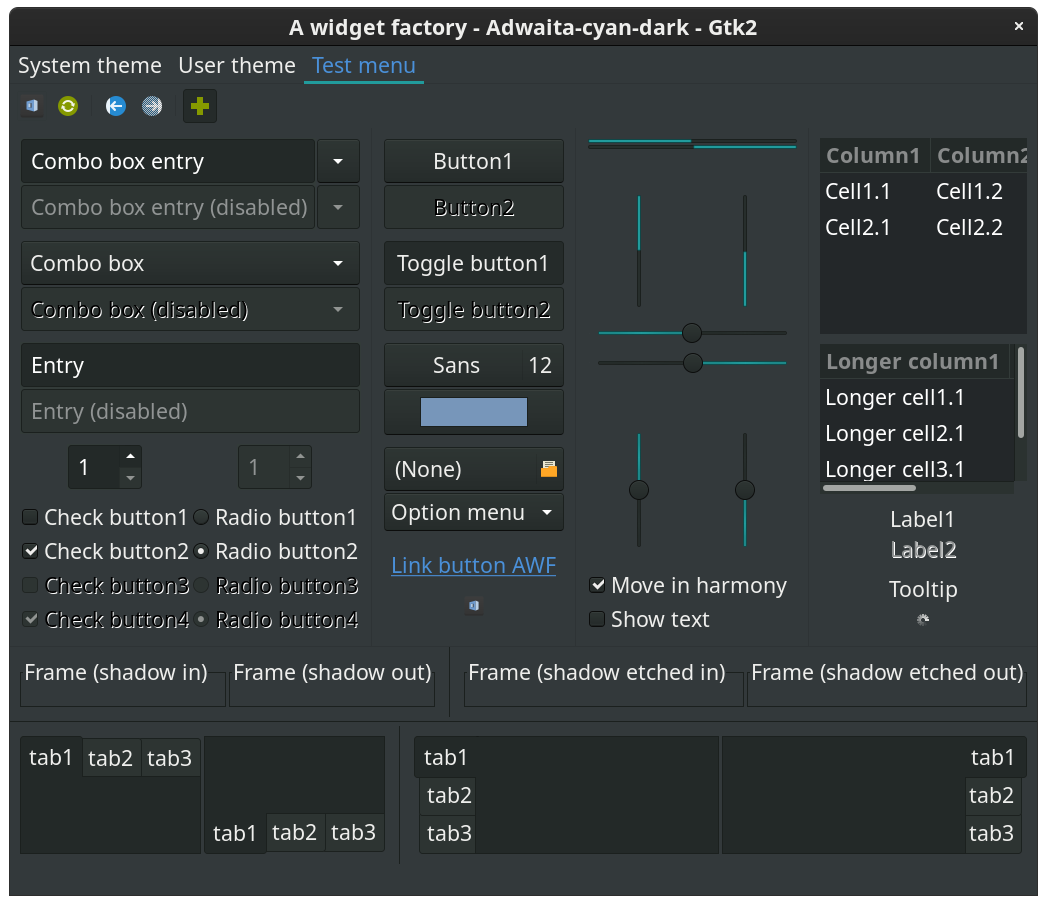 A widget factory - Adwaita-cyan-dark - Gtk2
System theme User theme Test menu
Combo box entry
Combo box entry (disabled)
Combo box
Combo box (disabled)
Entry
Entry (disabled)
1 1
Check button1 Radio button1
Check button2 Radio button2
Check button3 Radio button3
Check button4 Radio button4
Button1
Button2
Toggle button1
Toggle button2
Sans 12
(None)
Option menu
Link button AWF
Move in harmony
Show text
Column1 Column2
Cell1.1 Cell1.2
Cell2.1 Cell2.2
Longer column1
Longer cell1.1
Longer cell2.1
Longer cell3.1
Label1
Label2
Tooltip
Frame (shadow in) Frame (shadow out) Frame (shadow etched in) Frame (shadow etched out)
tab1 tab2 tab3
tab1 tab2 tab3
tab1
tab2
tab3
tab1
tab2
tab3